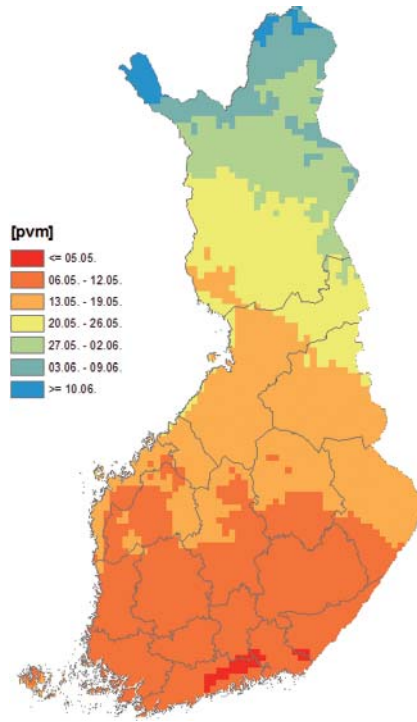 [pvm]
<= 05.05.
06.05. - 12.05.
13.05. - 19.05.
20.05. - 26.05.
27.05. - 02.06.
03.06. - 09.06.
>= 10.06.